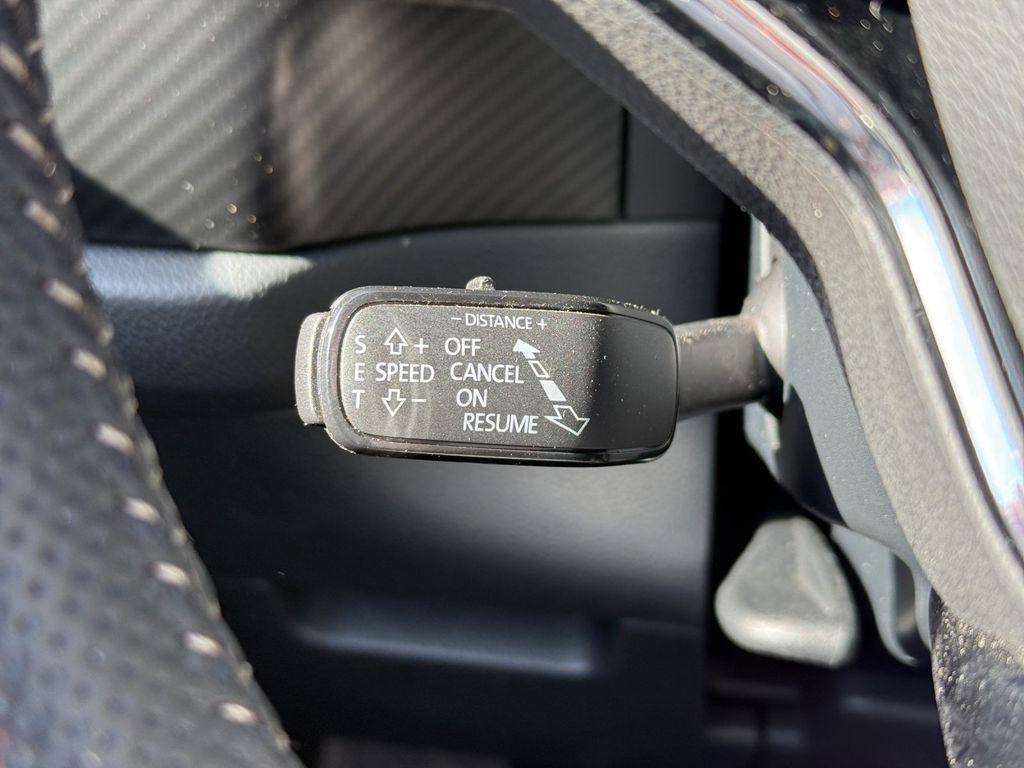 − DISTANCE +
S + OFF
E SPEED CANCEL
T − ON
RESUME